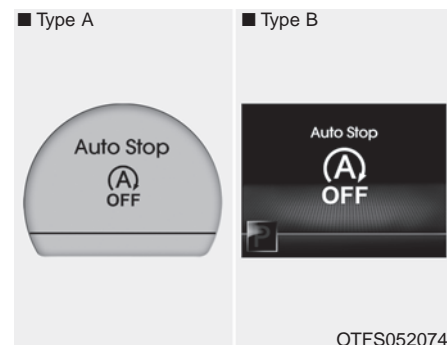 ■ Type A
Auto Stop
(A)
OFF
■ Type B
Auto Stop
(A)
OFF
P
OTFS052074